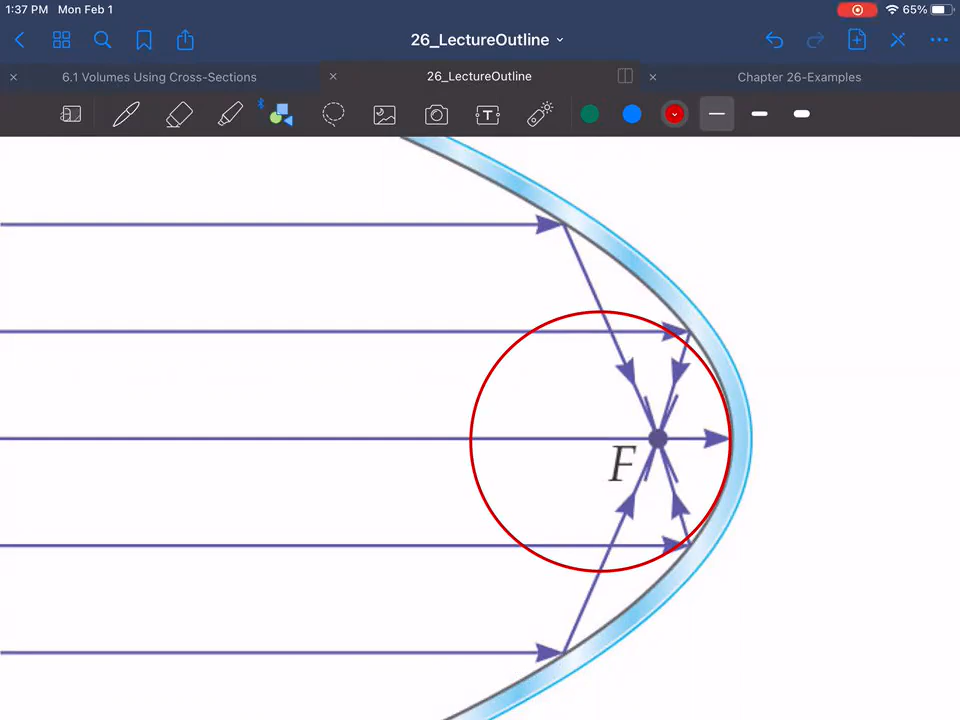 1:37 PM Mon Feb 1
65%
26_LectureOutline
6.1 Volumes Using Cross-Sections
26_LectureOutline
Chapter 26-Examples
T
F